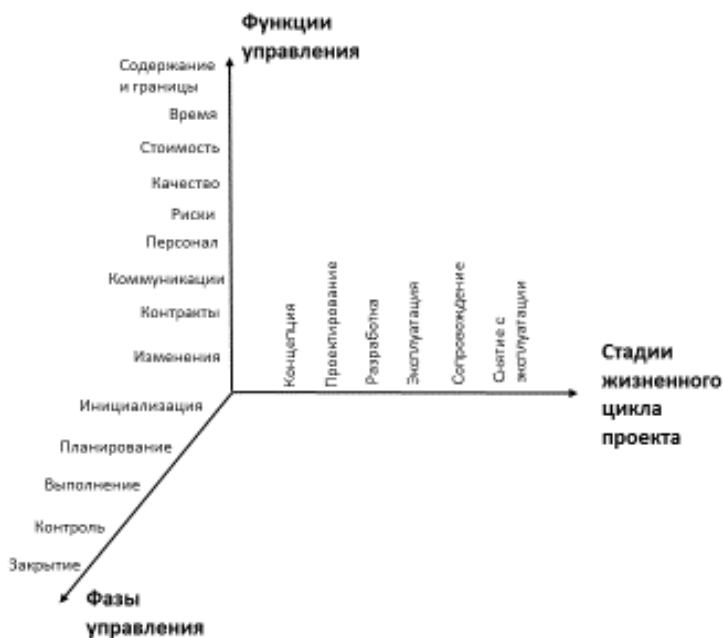 Функции
управления
Содержание
и границы
Время
Стоимость
Качество
Риски
Персонал
Коммуникации
Контракты
Изменения
Концепция
Проектирование
Разработка
Эксплуатация
Сопровождение
Снятие с
эксплуатации
Стадии
жизненного
цикла
проекта
Инициализация
Планирование
Выполнение
Контроль
Закрытие
Фазы
управления